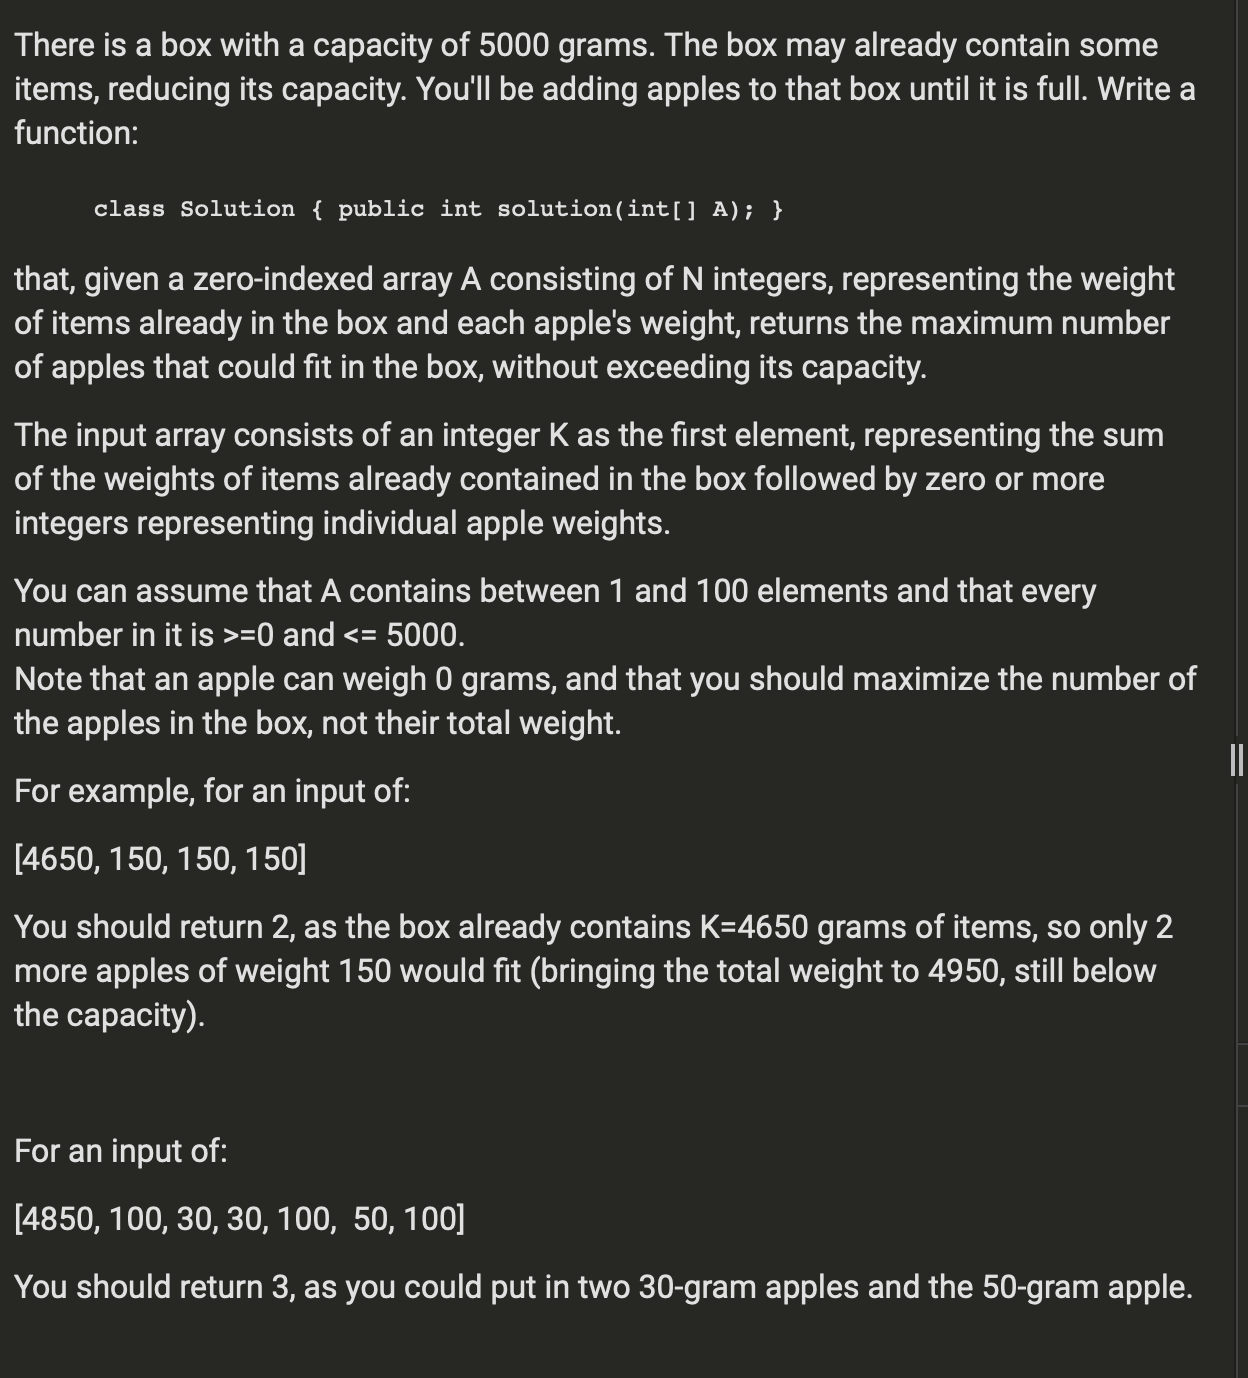 There is a box with a capacity of 5000 grams. The box may already contain some
items, reducing its capacity. You'll be adding apples to that box until it is full. Write a
function:
class Solution { public int solution(int[] A); }
that, given a zero-indexed array A consisting of N integers, representing the weight
of items already in the box and each apple's weight, returns the maximum number
of apples that could fit in the box, without exceeding its capacity.
The input array consists of an integer K as the first element, representing the sum
of the weights of items already contained in the box followed by zero or more
integers representing individual apple weights.
You can assume that A contains between 1 and 100 elements and that every
number in it is >=0 and <= 5000.
Note that an apple can weigh 0 grams, and that you should maximize the number of
the apples in the box, not their total weight.
For example, for an input of:
[4650, 150, 150, 150]
You should return 2, as the box already contains K=4650 grams of items, so only 2
more apples of weight 150 would fit (bringing the total weight to 4950, still below
the capacity).
For an input of:
[4850, 100, 30, 30, 100,  50, 100]
You should return 3, as you could put in two 30-gram apples and the 50-gram apple.